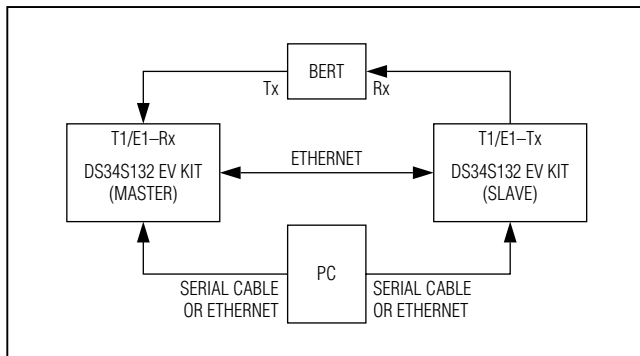 BERT
Tx
Rx
T1/E1–Rx
DS34S132 EV KIT
(MASTER)
ETHERNET
T1/E1–Tx
DS34S132 EV KIT
(SLAVE)
PC
SERIAL CABLE
OR ETHERNET
SERIAL CABLE
OR ETHERNET